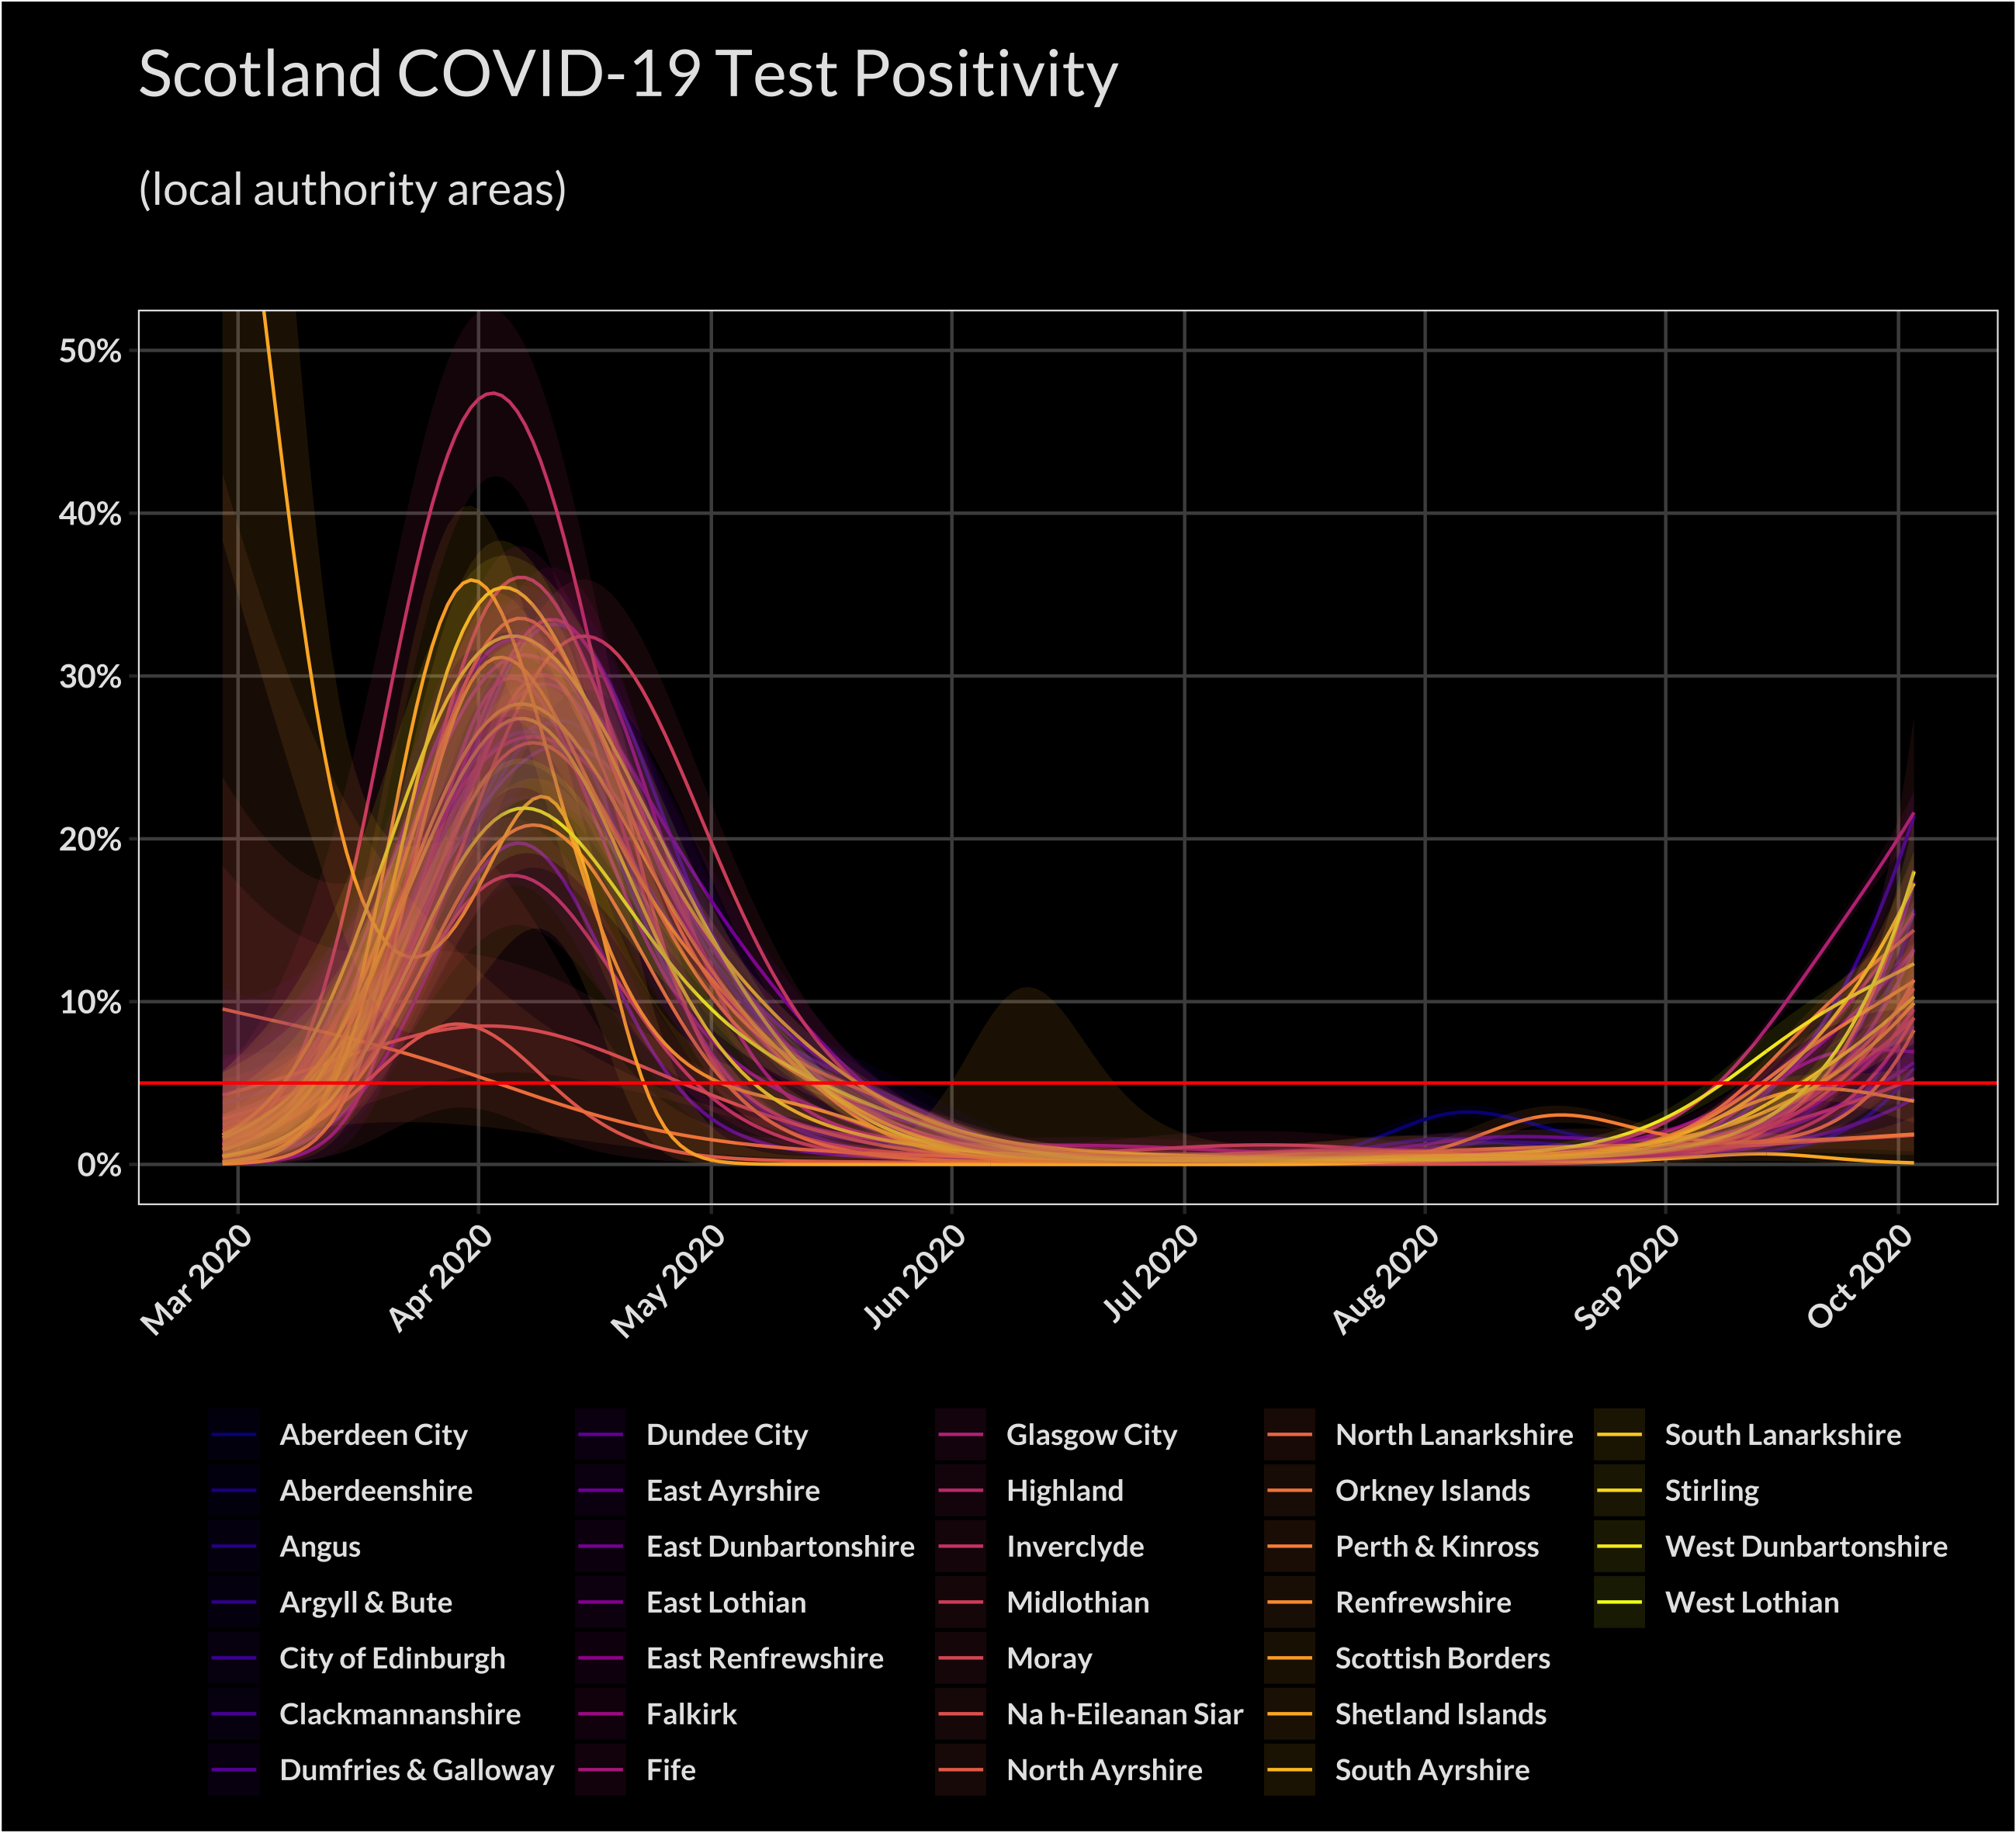 Scotland COVID-19 Test Positivity
(local authority areas)
50%
40%
30%
20%
10%
0%
Mar 2020
Apr 2020
May 2020
Jun 2020
Jul 2020
Aug 2020
Sep 2020
Oct 2020
Aberdeen City
Aberdeenshire
Angus
Argyll & Bute
City of Edinburgh
Clackmannanshire
Dumfries & Galloway
Dundee City
East Ayrshire
East Dunbartonshire
East Lothian
East Renfrewshire
Falkirk
Fife
Glasgow City
Highland
Inverclyde
Midlothian
Moray
Na h-Eileanan Siar
North Ayrshire
North Lanarkshire
Orkney Islands
Perth & Kinross
Renfrewshire
Scottish Borders
Shetland Islands
South Ayrshire
South Lanarkshire
Stirling
West Dunbartonshire
West Lothian